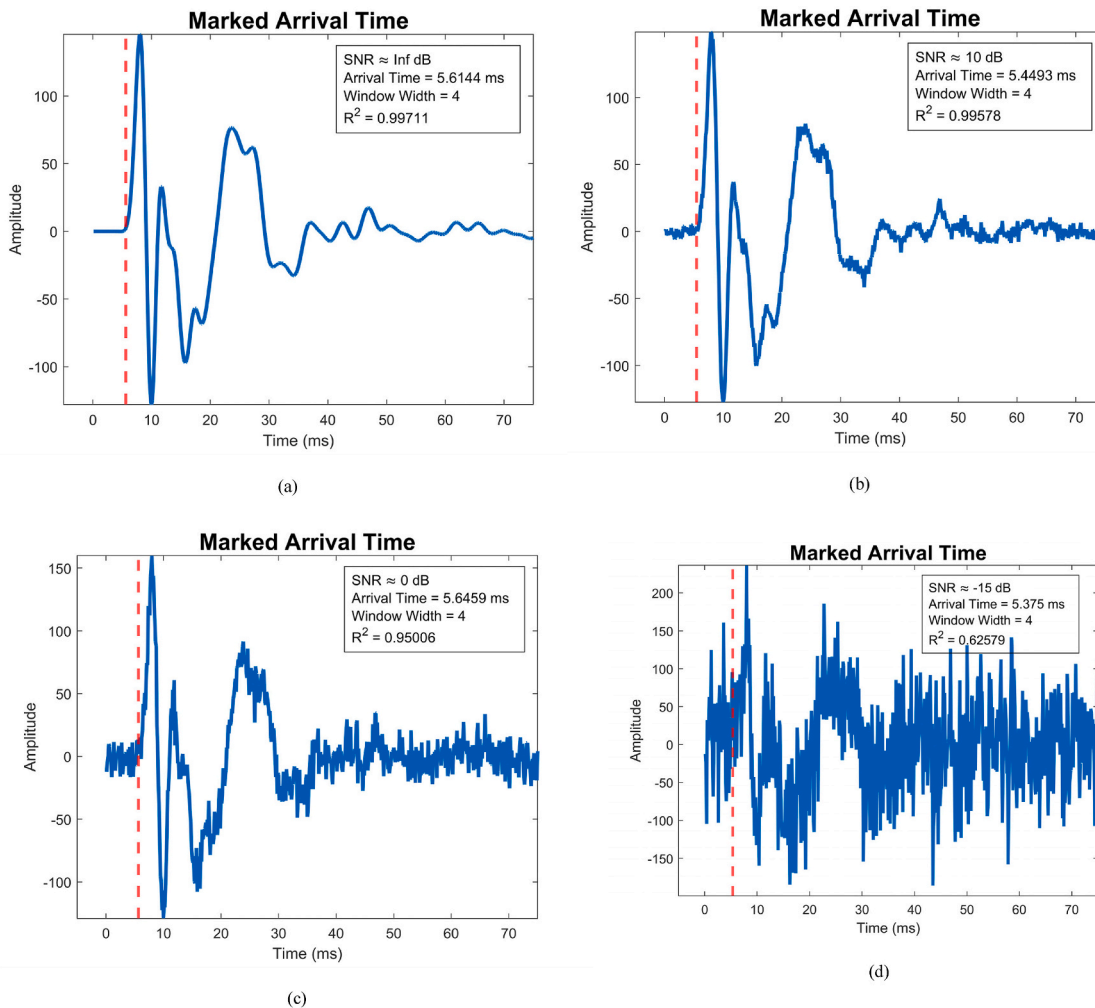 Marked Arrival Time
SNR ≈ Inf dB
Arrival Time = 5.6144 ms
Window Width = 4
R² = 0.99711
100
50
0
-50
-100
Amplitude
0 10 20 30 40 50 60 70
Time (ms)
(a)
Marked Arrival Time
SNR ≈ 10 dB
Arrival Time = 5.4493 ms
Window Width = 4
R² = 0.99578
100
50
0
-50
-100
Amplitude
0 10 20 30 40 50 60 70
Time (ms)
(b)
Marked Arrival Time
SNR ≈ 0 dB
Arrival Time = 5.6459 ms
Window Width = 4
R² = 0.95006
150
100
50
0
-50
-100
Amplitude
0 10 20 30 40 50 60 70
Time (ms)
(c)
Marked Arrival Time
SNR ≈ -15 dB
Arrival Time = 5.375 ms
Window Width = 4
R² = 0.62579
200
150
100
50
0
-50
-100
-150
Amplitude
0 10 20 30 40 50 60 70
Time (ms)
(d)